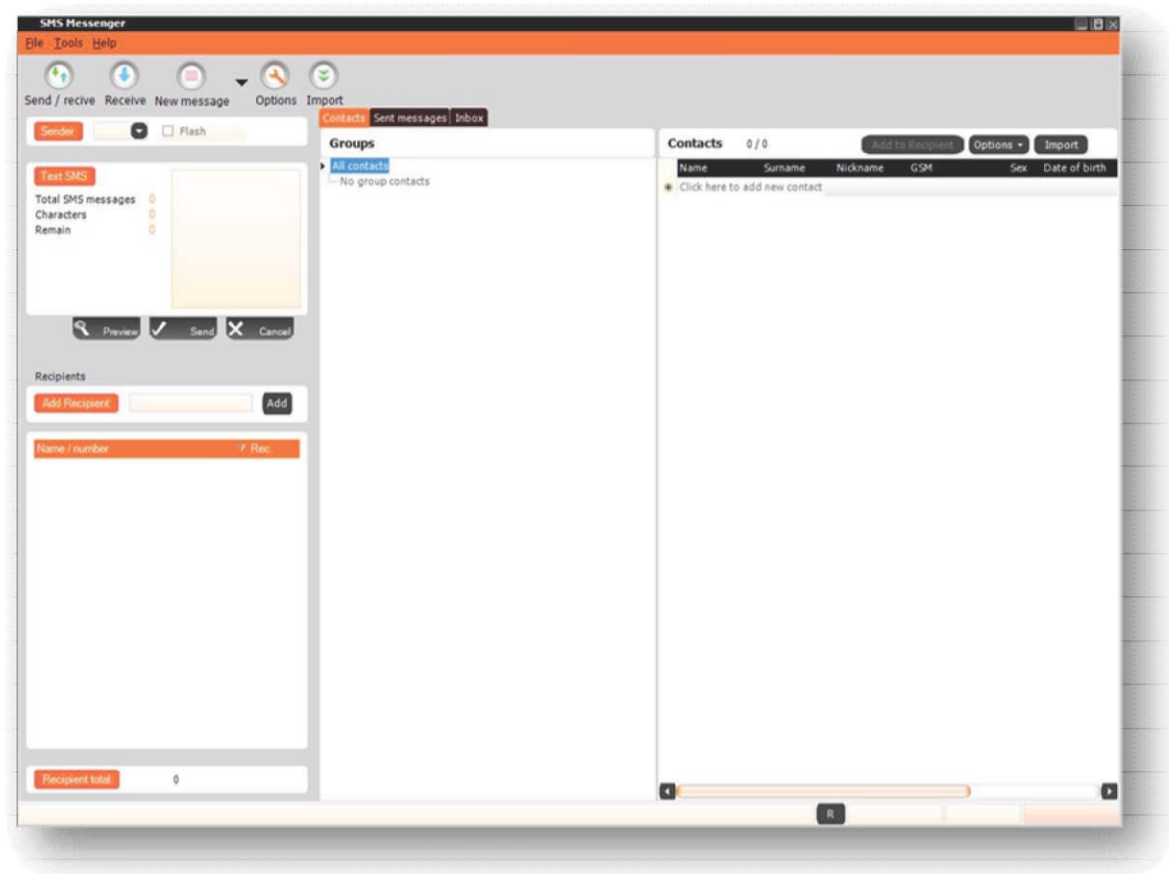 SMS Messenger
File Tools Help
Send / recive Receive New message Options Import
Contacts Sent messages Inbox
Sender Flash
Groups
Contacts 0/0 Add to Recipient Options Import
All contacts
No group contacts
Name Surname Nickname GSM Sex Date of birth
Click here to add new contact
Text SMS
Total SMS messages 0
Characters 0
Remain 0
Preview Send Cancel
Recipients
Add Recipient Add
Name / number Rec.
Recipient total 0
R